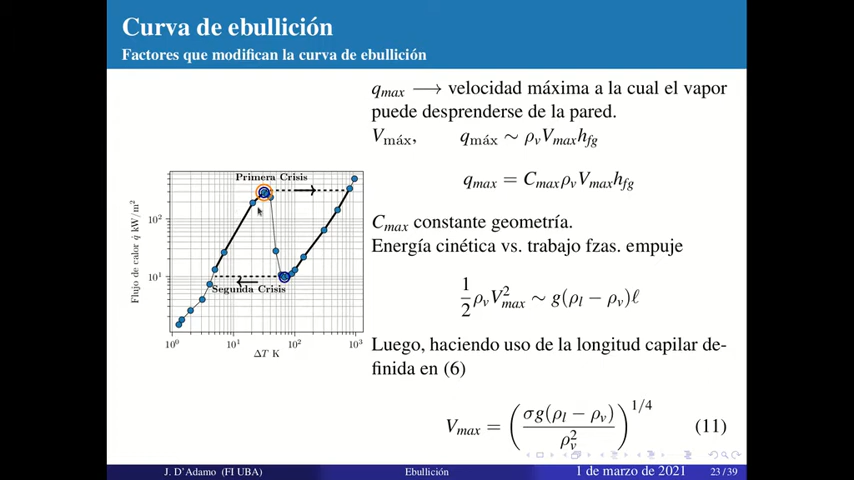 Curva de ebullición
Factores que modifican la curva de ebullición
q_max ⟶ velocidad máxima a la cual el vapor
puede desprenderse de la pared.
V_máx,   q_máx ∼ ρ_v V_max h_fg
q_max = C_max ρ_v V_max h_fg
C_max constante geometría.
Energía cinética vs. trabajo fzas. empuje
1/2 ρ_v V²_max ∼ g(ρ_l − ρ_v)ℓ
Luego, haciendo uso de la longitud capilar de-
finida en (6)
V_max = (σg(ρ_l − ρ_v) / ρ_v²)^1/4   (11)
Primera Crisis
Segunda Crisis
Flujo de calor q̇ kW/m²
10²
10¹
10⁰ 10¹ 10² 10³
ΔT K
J. D'Adamo (FI UBA) Ebullición 1 de marzo de 2021 23 / 39